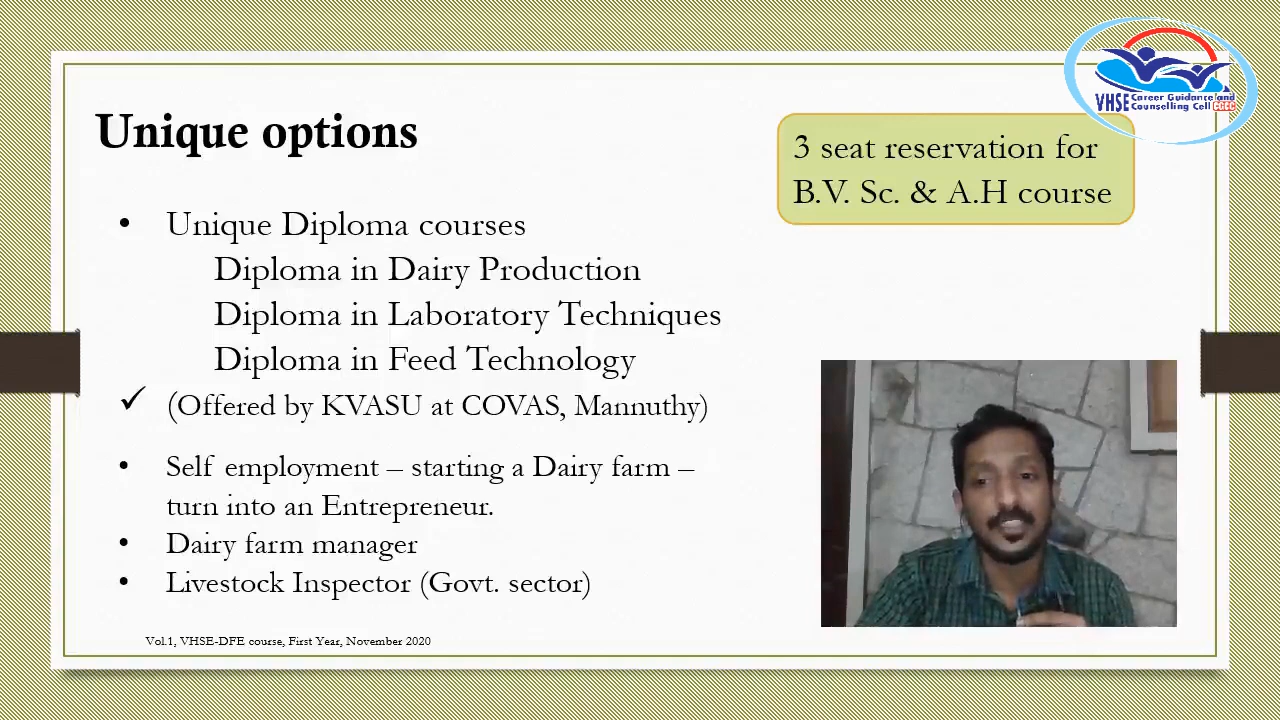 VHSE Career Guidance and
Counselling Cell CGCC
Unique options
3 seat reservation for
B.V. Sc. & A.H course
• Unique Diploma courses
Diploma in Dairy Production
Diploma in Laboratory Techniques
Diploma in Feed Technology
✓ (Offered by KVASU at COVAS, Mannuthy)
• Self employment – starting a Dairy farm –
turn into an Entrepreneur.
• Dairy farm manager
• Livestock Inspector (Govt. sector)
Vol.1, VHSE-DFE course, First Year, November 2020